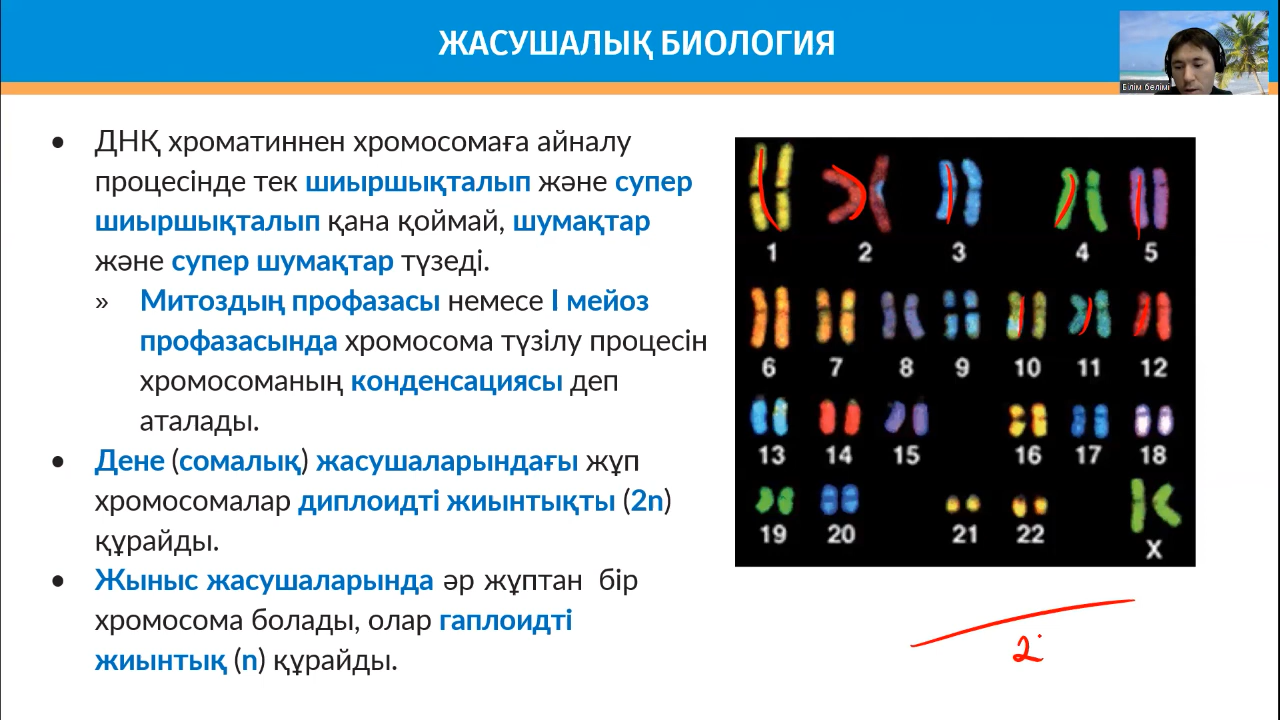 ЖАСУШАЛЫҚ БИОЛОГИЯ
Білім бөлімі
• ДНҚ хроматиннен хромосомаға айналу
процесінде тек шиыршықталып және супер
шиыршықталып қана қоймай, шумақтар
және супер шумақтар түзеді.
» Митоздың профазасы немесе I мейоз
профазасында хромосома түзілу процесін
хромосоманың конденсациясы деп
аталады.
• Дене (сомалық) жасушаларындағы жұп
хромосомалар диплоидті жиынтықты (2n)
құрайды.
• Жыныс жасушаларында әр жұптан бір
хромосома болады, олар гаплоидті
жиынтық (n) құрайды.
1 2 3 4 5
6 7 8 9 10 11 12
13 14 15 16 17 18
19 20 21 22 X
2